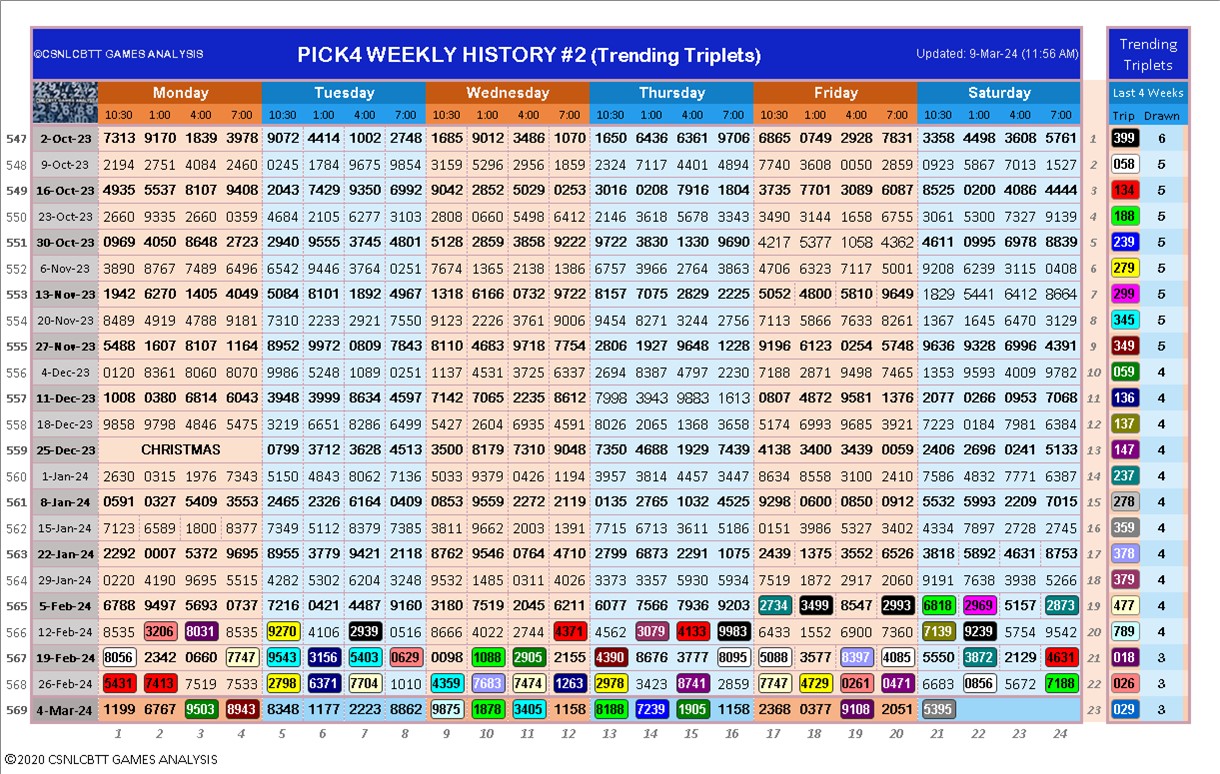 ©CSNLCBTT GAMES ANALYSIS PICK4 WEEKLY HISTORY #2 (Trending Triplets) Updated: 9-Mar-24 (11:56 AM) Trending Triplets
Monday Tuesday Wednesday Thursday Friday Saturday Last 4 Weeks
10:30 1:00 4:00 7:00 10:30 1:00 4:00 7:00 10:30 1:00 4:00 7:00 10:30 1:00 4:00 7:00 10:30 1:00 4:00 7:00 10:30 1:00 4:00 7:00 Trip Drawn
547 2-Oct-23 7313 9170 1839 3978 9072 4414 1002 2748 1685 9012 3486 1070 1650 6436 6361 9706 6865 0749 2928 7831 3358 4498 3608 5761 1 399 6
548 9-Oct-23 2194 2751 4084 2460 0245 1784 9675 9854 3159 5296 2956 1859 2324 7117 4401 4894 7740 3608 0050 2859 0923 5867 7013 1527 2 058 5
549 16-Oct-23 4935 5537 8107 9408 2043 7429 9350 6992 9042 2852 5029 0253 3016 0208 7916 1804 3735 7701 3089 6087 8525 0200 4086 4444 3 134 5
550 23-Oct-23 2660 9335 2660 0359 4684 2105 6277 3103 2808 0660 5498 6412 2146 3618 5678 3343 3490 3144 1658 6755 3061 5300 7327 9139 4 188 5
551 30-Oct-23 0969 4050 8648 2723 2940 9555 3745 4801 5128 2859 3858 9222 9722 3830 1330 9690 4217 5377 1058 4362 4611 0995 6978 8839 5 239 5
552 6-Nov-23 3890 8767 7489 6496 6542 9446 3764 0251 7674 1365 2138 1386 6757 3966 2764 3863 4706 6323 7117 5001 9208 6239 3115 0408 6 279 5
553 13-Nov-23 1942 6270 1405 4049 5084 8101 1892 4967 1318 6166 0732 9722 8157 7075 2829 2225 5052 4800 5810 9649 1829 5441 6412 8664 7 299 5
554 20-Nov-23 8489 4919 4788 9181 7310 2233 2921 7550 9123 2226 3761 9006 9454 8271 3244 2756 7113 5866 7633 8261 1367 1645 6470 3129 8 345 5
555 27-Nov-23 5488 1607 8107 1164 8952 9972 0809 7843 8110 4683 9718 7754 2806 1927 9648 1228 9196 6123 0254 5748 9636 9328 6996 4391 9 349 5
556 4-Dec-23 0120 8361 8060 8070 9986 5248 1089 0251 1137 4531 3725 6337 2694 8387 4797 2230 7188 2871 9498 7465 1353 9593 4009 9782 10 059 4
557 11-Dec-23 1008 0380 6814 6043 3948 3999 8634 4597 7142 7065 2235 8612 7998 3943 9883 1613 0807 4872 9581 1376 2077 0266 0953 7068 11 136 4
558 18-Dec-23 9858 9798 4846 5475 3219 6651 8286 8499 5427 2604 6935 4591 8026 2065 1368 3658 5174 6993 9685 3921 7223 0184 7981 6384 12 137 4
559 25-Dec-23 CHRISTMAS 0799 3712 3628 4513 3500 8179 7310 9048 7350 4688 1929 7439 4138 3400 3439 0059 2406 2696 0241 5133 13 147 4
560 1-Jan-24 2630 0315 1976 7343 5150 4843 8062 7136 5033 9379 0426 1194 3957 3814 4457 3447 8634 8558 3100 2410 7586 4832 7771 6387 14 237 4
561 8-Jan-24 0591 0327 5409 3553 2465 2326 6164 0409 0853 9559 2272 2119 0135 2765 1032 4525 9298 0600 0850 0912 5532 5993 2209 7015 15 278 4
562 15-Jan-24 7123 6589 1800 8377 7349 5112 8379 7385 3811 9662 2003 1391 7715 6713 3611 5186 0151 3986 5327 3402 4334 7897 2728 2745 16 359 4
563 22-Jan-24 2292 0007 5372 9695 8955 3779 9421 2118 8762 9546 0764 4710 2799 6873 2291 1075 2439 1375 3552 6526 3818 5892 4631 8753 17 378 4
564 29-Jan-24 0220 4190 9695 5515 4282 5302 6204 3248 9532 1485 0311 4026 3373 3357 5930 5934 7519 1872 2917 2060 9191 7638 3938 5266 18 379 4
565 5-Feb-24 6788 9497 5693 0737 7216 0421 4487 9160 3180 7519 2045 6211 6077 7566 7936 9203 2734 3499 8547 2993 6818 2969 5157 2873 19 477 4
566 12-Feb-24 8535 3206 8031 8535 9270 4106 2939 0516 8666 4022 2744 4371 4562 3079 4133 9983 6433 1552 6900 7360 7139 9239 5754 9542 20 789 4
567 19-Feb-24 8056 2342 0660 7747 9543 3156 5403 0629 0098 1088 2905 2155 4390 8676 3777 8095 5088 3577 8397 4085 5550 3872 2129 4631 21 018 3
568 26-Feb-24 5431 7413 7519 7533 2798 6371 7704 1010 4359 7683 7474 1263 2978 3423 8741 2859 7747 4729 0261 0471 6683 0856 5672 7188 22 026 3
569 4-Mar-24 1199 6767 9503 8943 8348 1177 2223 8862 9875 1878 3405 1158 8188 7239 1905 1158 2368 0377 9108 2051 5395 23 029 3
1 2 3 4 5 6 7 8 9 10 11 12 13 14 15 16 17 18 19 20 21 22 23 24
©2020 CSNLCBTT GAMES ANALYSIS